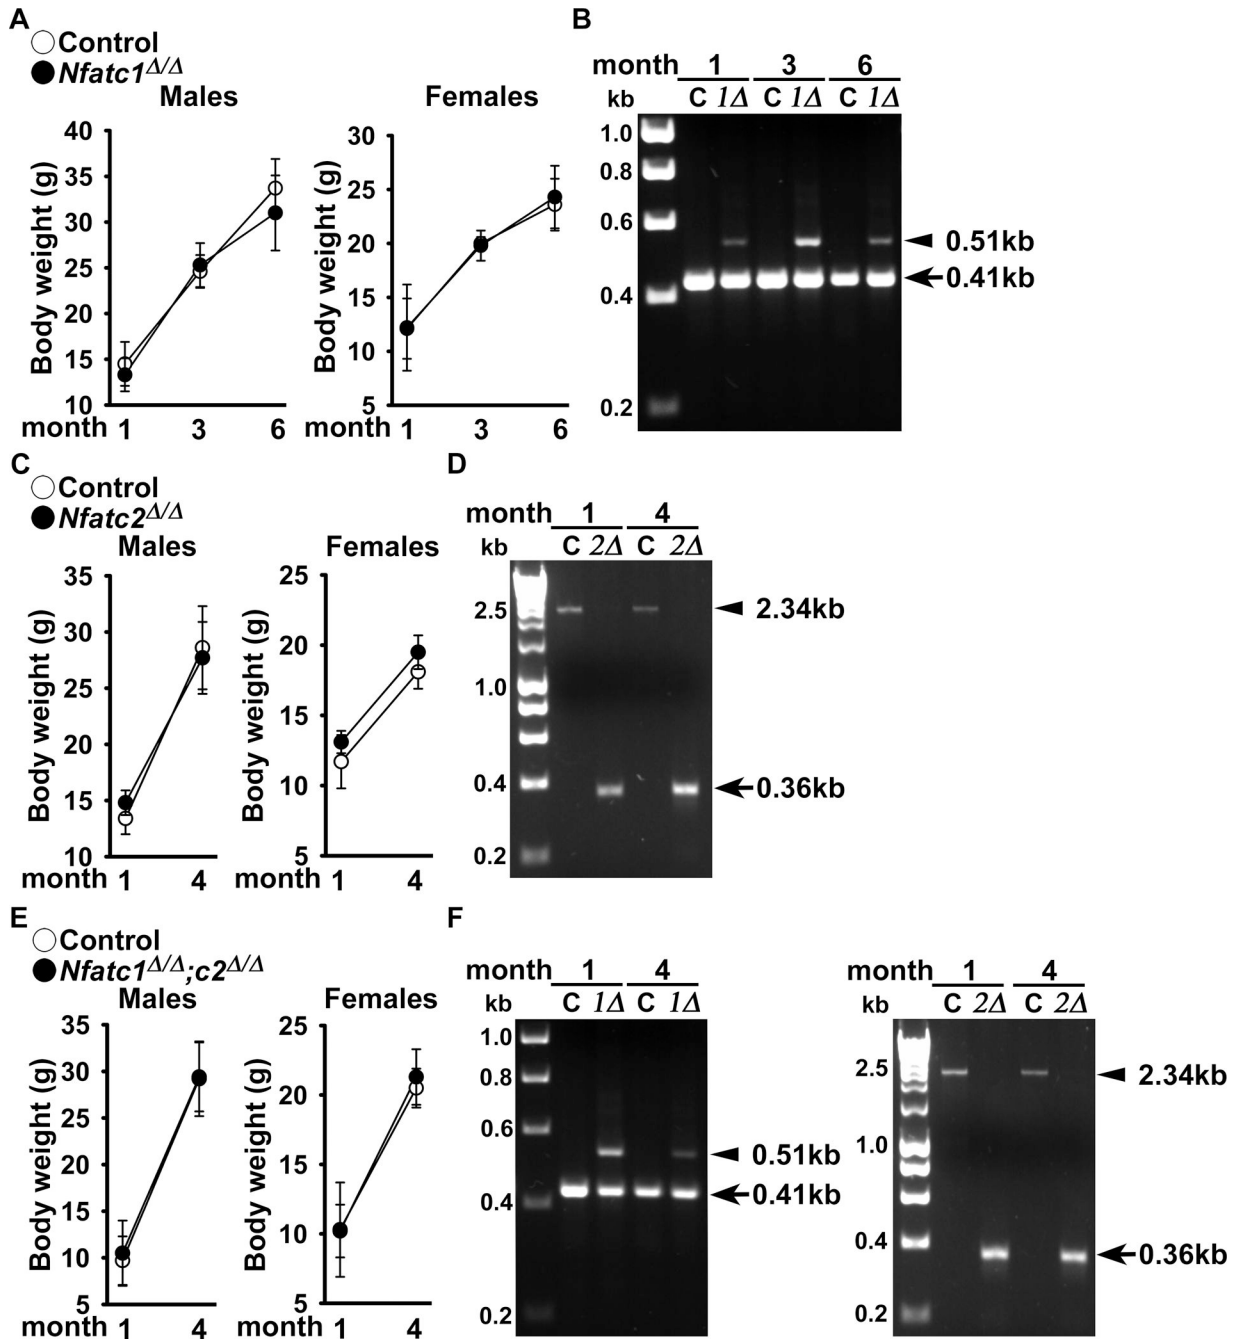 A
Control
Nfatc1Δ/Δ
Males
Females
Body weight (g)
40
35
30
25
20
15
10
month 1 3 6
Body weight (g)
30
25
20
15
10
5
month 1 3 6
B
month 1 3 6
kb C 1Δ C 1Δ C 1Δ
1.0
0.8
0.6
0.4
0.2
0.51kb
0.41kb
C
Control
Nfatc2Δ/Δ
Males
Females
Body weight (g)
35
30
25
20
15
10
month 1 4
Body weight (g)
25
20
15
10
5
month 1 4
D
month 1 4
kb C 2Δ C 2Δ
2.5
1.0
0.4
0.2
2.34kb
0.36kb
E
Control
Nfatc1Δ/Δ;c2Δ/Δ
Males
Females
Body weight (g)
35
30
25
20
15
10
5
month 1 4
Body weight (g)
25
20
15
10
5
month 1 4
F
month 1 4
kb C 1Δ C 1Δ
1.0
0.8
0.6
0.4
0.2
0.51kb
0.41kb
month 1 4
kb C 2Δ C 2Δ
2.5
1.0
0.4
0.2
2.34kb
0.36kb